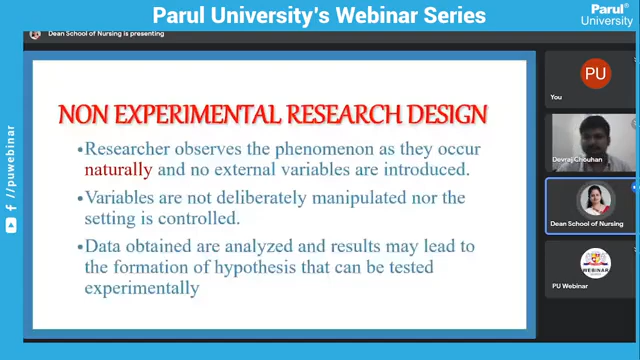 Parul University's Webinar Series
Parul®
University
Dean School of Nursing is presenting
NON EXPERIMENTAL RESEARCH DESIGN
•Researcher observes the phenomenon as they occur
naturally and no external variables are introduced.
•Variables are not deliberately manipulated nor the
setting is controlled.
•Data obtained are analyzed and results may lead to
the formation of hypothesis that can be tested
experimentally
/puwebinar
PU
You
Devraj Chouhan
Dean School of Nursing
WEBINAR
PU Webinar